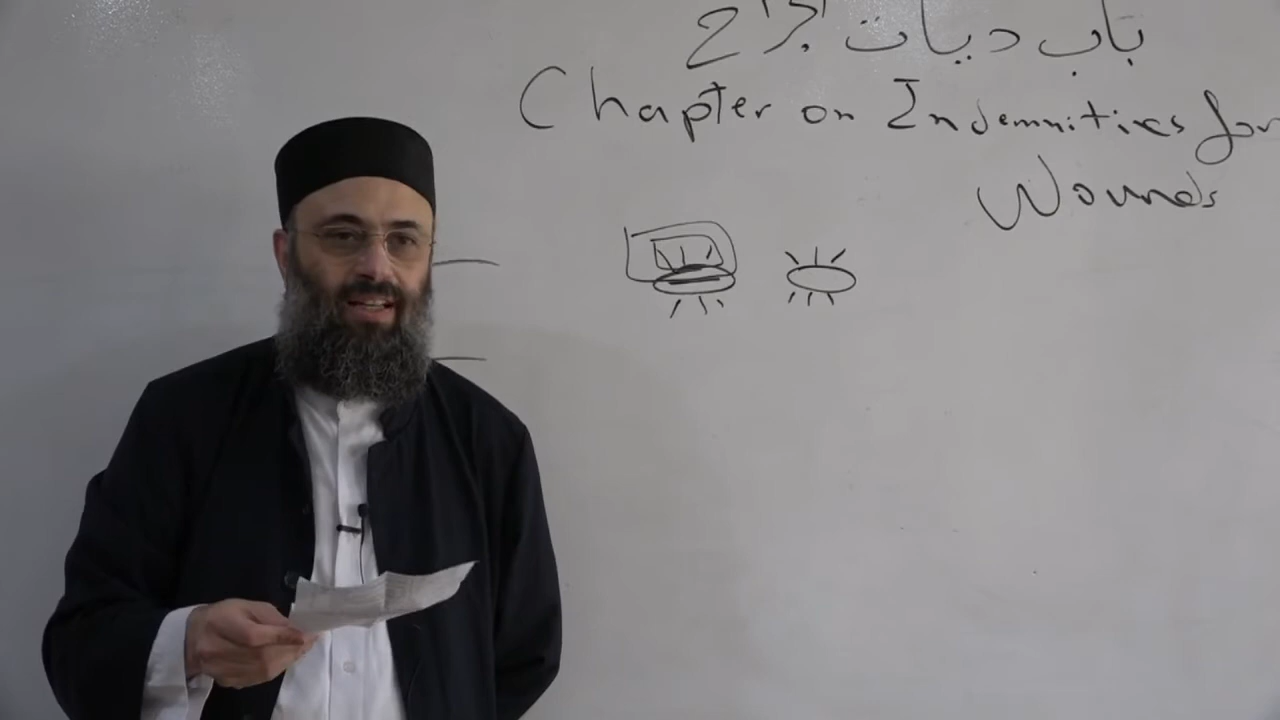 باب ديات الجراح
Chapter on Indemnities for
Wounds